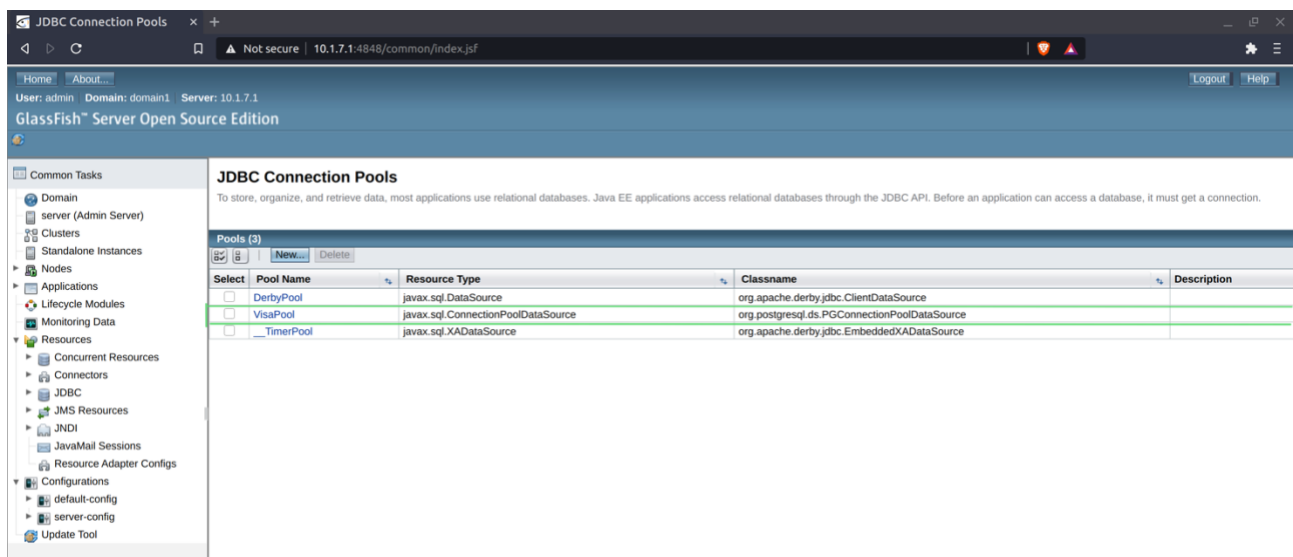 JDBC Connection Pools × +
Not secure | 10.1.7.1:4848/common/index.jsf
Home About... Logout Help
User: admin Domain: domain1 Server: 10.1.7.1
GlassFish™ Server Open Source Edition
Common Tasks
Domain
server (Admin Server)
Clusters
Standalone Instances
Nodes
Applications
Lifecycle Modules
Monitoring Data
Resources
Concurrent Resources
Connectors
JDBC
JMS Resources
JNDI
JavaMail Sessions
Resource Adapter Configs
Configurations
default-config
server-config
Update Tool
JDBC Connection Pools
To store, organize, and retrieve data, most applications use relational databases. Java EE applications access relational databases through the JDBC API. Before an application can access a database, it must get a connection.
Pools (3)
New... Delete
Select Pool Name Resource Type Classname Description
DerbyPool javax.sql.DataSource org.apache.derby.jdbc.ClientDataSource
VisaPool javax.sql.ConnectionPoolDataSource org.postgresql.ds.PGConnectionPoolDataSource
__TimerPool javax.sql.XADataSource org.apache.derby.jdbc.EmbeddedXADataSource